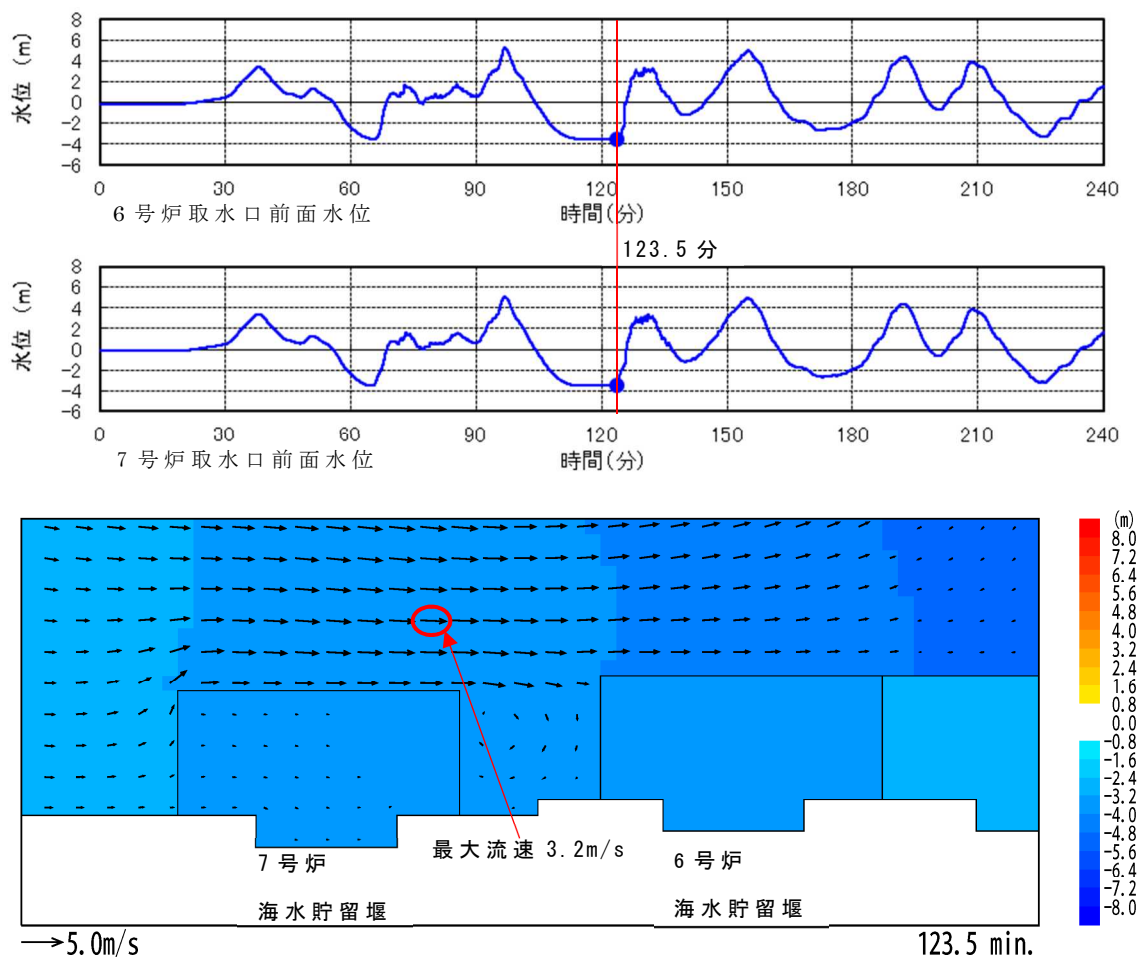 水位 (m)
8
6
4
2
0
-2
-4
-6
0 30 60 90 120 150 180 210 240
6号炉取水口前面水位
時間(分)
123.5 分
水位 (m)
8
6
4
2
0
-2
-4
-6
0 30 60 90 120 150 180 210 240
7号炉取水口前面水位
時間(分)
(m)
8.0
7.2
6.4
5.6
4.8
4.0
3.2
2.4
1.6
0.8
0.0
-0.8
-1.6
-2.4
-3.2
-4.0
-4.8
-5.6
-6.4
-7.2
-8.0
最大流速 3.2m/s
7号炉
海水貯留堰
6号炉
海水貯留堰
5.0m/s
123.5 min.